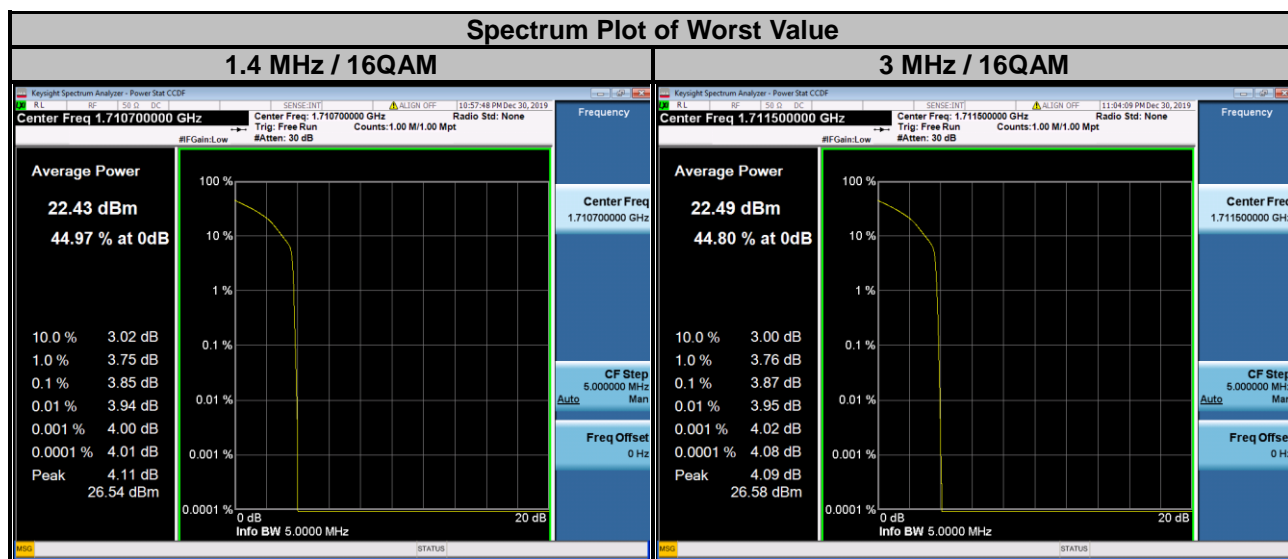 Spectrum Plot of Worst Value
1.4 MHz / 16QAM
Keysight Spectrum Analyzer - Power Stat CCDF
RL RF 50 Ω DC SENSE:INT ALIGN OFF 10:57:48 PM Dec 30, 2019
Center Freq 1.710700000 GHz
Center Freq: 1.710700000 GHz Radio Std: None
Trig: Free Run Counts:1.00 M/1.00 Mpt
#IFGain:Low #Atten: 30 dB
Average Power
22.43 dBm
44.97 % at 0dB
10.0 % 3.02 dB
1.0 % 3.75 dB
0.1 % 3.85 dB
0.01 % 3.94 dB
0.001 % 4.00 dB
0.0001 % 4.01 dB
Peak 4.11 dB
26.54 dBm
100 %
10 %
1 %
0.1 %
0.01 %
0.001 %
0.0001 %
0 dB 20 dB
Info BW 5.0000 MHz
Frequency
Center Freq
1.710700000 GHz
CF Step
5.000000 MHz
Auto Man
Freq Offset
0 Hz
MSG STATUS
3 MHz / 16QAM
Keysight Spectrum Analyzer - Power Stat CCDF
RL RF 50 Ω DC SENSE:INT ALIGN OFF 11:04:09 PM Dec 30, 2019
Center Freq 1.711500000 GHz
Center Freq: 1.711500000 GHz Radio Std: None
Trig: Free Run Counts:1.00 M/1.00 Mpt
#IFGain:Low #Atten: 30 dB
Average Power
22.49 dBm
44.80 % at 0dB
10.0 % 3.00 dB
1.0 % 3.76 dB
0.1 % 3.87 dB
0.01 % 3.95 dB
0.001 % 4.02 dB
0.0001 % 4.08 dB
Peak 4.09 dB
26.58 dBm
100 %
10 %
1 %
0.1 %
0.01 %
0.001 %
0.0001 %
0 dB 20 dB
Info BW 5.0000 MHz
Frequency
Center Freq
1.711500000 GHz
CF Step
5.000000 MHz
Auto Man
Freq Offse
0 Hz
MSG STATUS